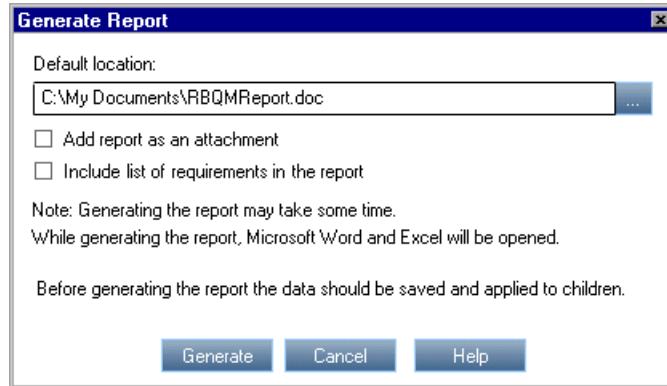 Generate Report
Default location:
C:\My Documents\RBQMReport.doc
...
Add report as an attachment
Include list of requirements in the report
Note: Generating the report may take some time.
While generating the report, Microsoft Word and Excel will be opened.
Before generating the report the data should be saved and applied to children.
Generate Cancel Help